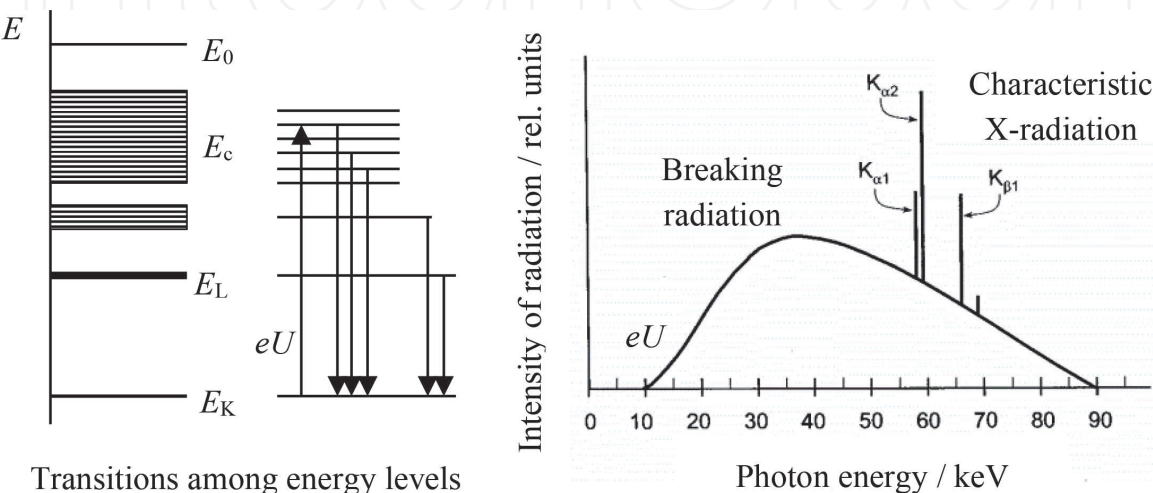 E
E0
Ec
EL
eU
EK
Transitions among energy levels
Intensity of radiation / rel. units
Breaking
radiation
Characteristic
X-radiation
Kα2
Kα1
Kβ1
eU
0 10 20 30 40 50 60 70 80 90
Photon energy / keV